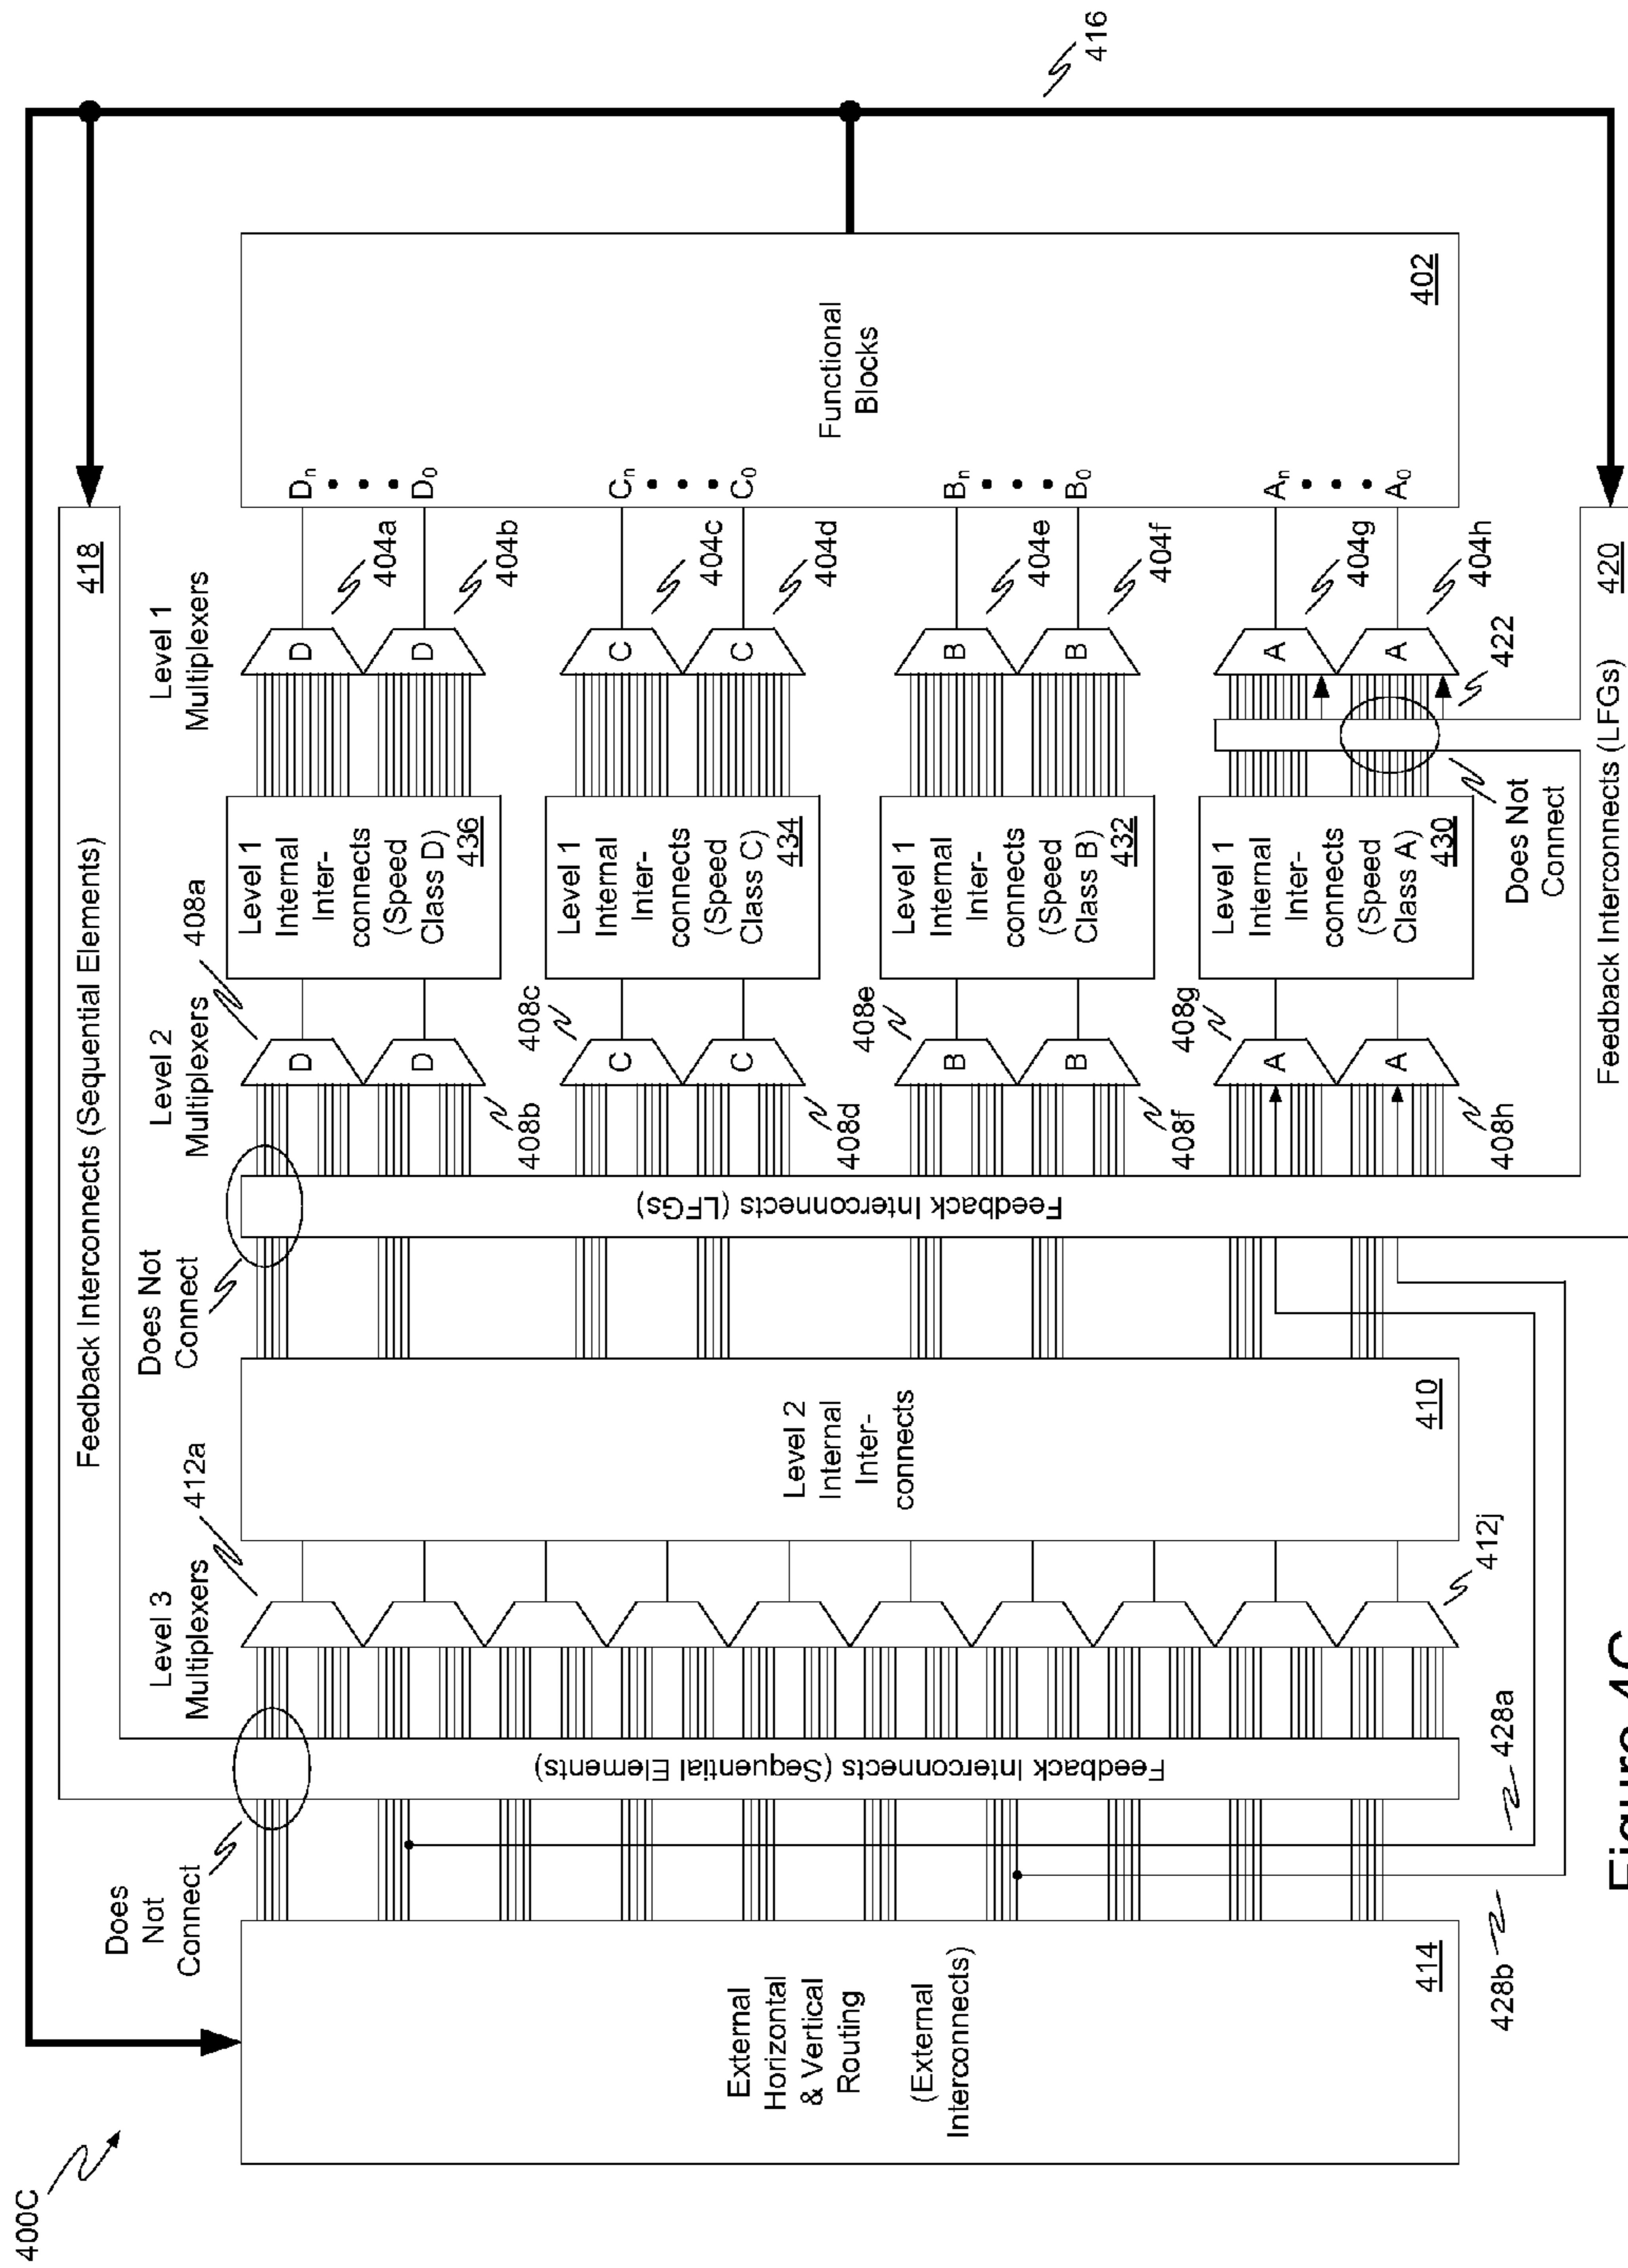 400C
416
Feedback Interconnects (Sequential Elements)
418
Does
Not
Connect
Level 3
Multiplexers
412a
Does Not
Connect
Level 2
Multiplexers
408a
Level 1
Multiplexers
External
Horizontal
& Vertical
Routing
(External
Interconnects)
414
Feedback Interconnects (Sequential Elements)
412j
Level 2
Internal
Inter-
connects
410
Feedback Interconnects (LFGs)
D
D
408b
408c
C
C
408d
408e
B
B
408f
408g
A
A
408h
Level 1
Internal
Inter-
connects
(Speed
Class D)
436
Level 1
Internal
Inter-
connects
(Speed
Class C)
434
Level 1
Internal
Inter-
connects
(Speed
Class B)
432
Level 1
Internal
Inter-
connects
(Speed
Class A)
430
D
404a
D
404b
C
404c
C
404d
B
404e
B
404f
A
404g
A
404h
422
Does Not
Connect
Dn
D0
Cn
C0
Bn
B0
An
A0
Functional
Blocks
402
428b
428a
Feedback Interconnects (LFGs)
420
Figure 4C